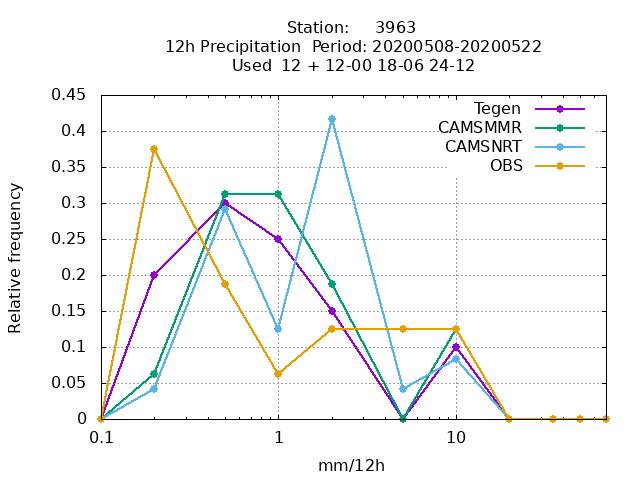 Station: 3963
12h Precipitation Period: 20200508-20200522
Used 12 + 12-00 18-06 24-12
0.45
0.4
0.35
0.3
0.25
0.2
0.15
0.1
0.05
0
Relative frequency
Tegen
CAMSMMR
CAMSNRT
OBS
0.1 1 10
mm/12h